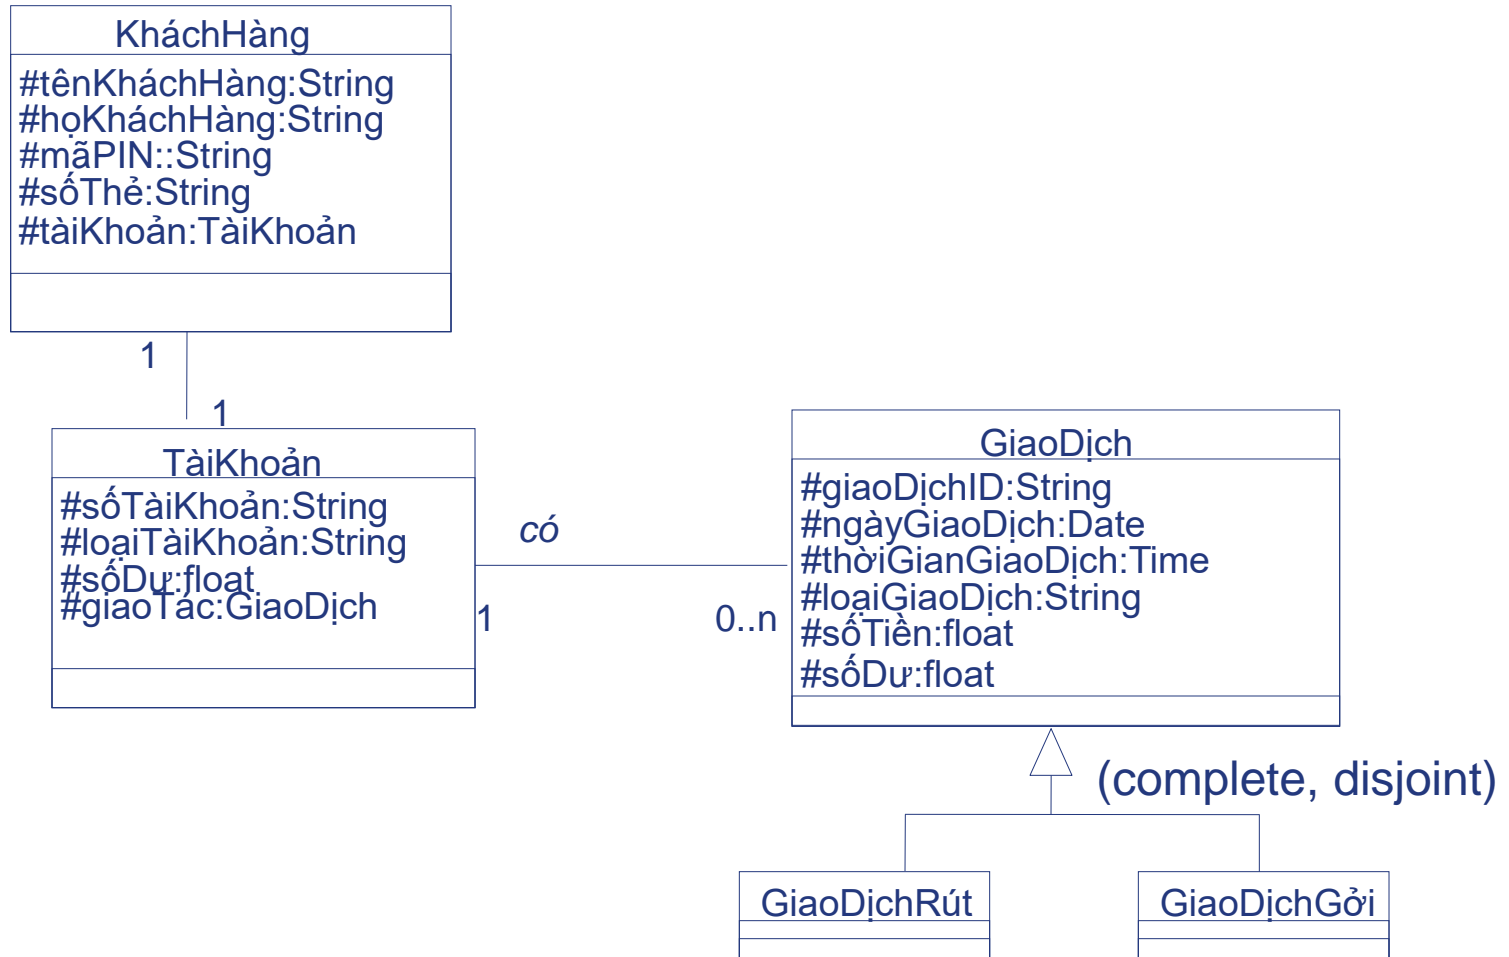 KháchHàng
#tênKháchHàng:String
#họKháchHàng:String
#mãPIN::String
#sốThẻ:String
#tàiKhoản:TàiKhoản
1
1
TàiKhoản
#sốTàiKhoản:String
#loạiTàiKhoản:String
#sốDư:float
#giaoTác:GiaoDịch
có
1
0..n
GiaoDịch
#giaoDịchID:String
#ngàyGiaoDịch:Date
#thờiGianGiaoDịch:Time
#loạiGiaoDịch:String
#sốTiền:float
#sốDư:float
(complete, disjoint)
GiaoDịchRút
GiaoDịchGởi